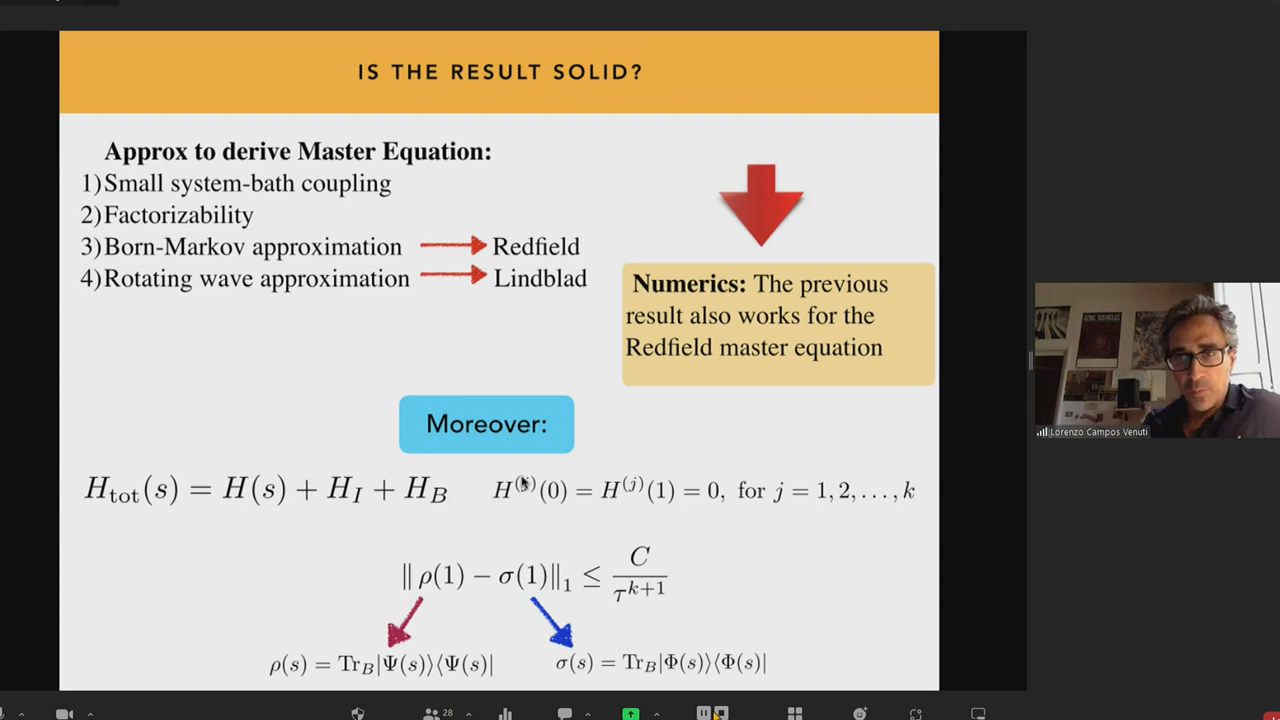 IS THE RESULT SOLID?
Approx to derive Master Equation:
1) Small system-bath coupling
2) Factorizability
3) Born-Markov approximation Redfield
4) Rotating wave approximation Lindblad
Numerics: The previous
result also works for the
Redfield master equation
Moreover:
H_tot(s) = H(s) + H_I + H_B
H^(j)(0) = H^(j)(1) = 0, for j = 1, 2, . . . , k
‖ρ(1) − σ(1)‖₁ ≤ C / τ^{k+1}
ρ(s) = Tr_B|Ψ(s)⟩⟨Ψ(s)|
σ(s) = Tr_B|Φ(s)⟩⟨Φ(s)|
Lorenzo Campos Venuti
28